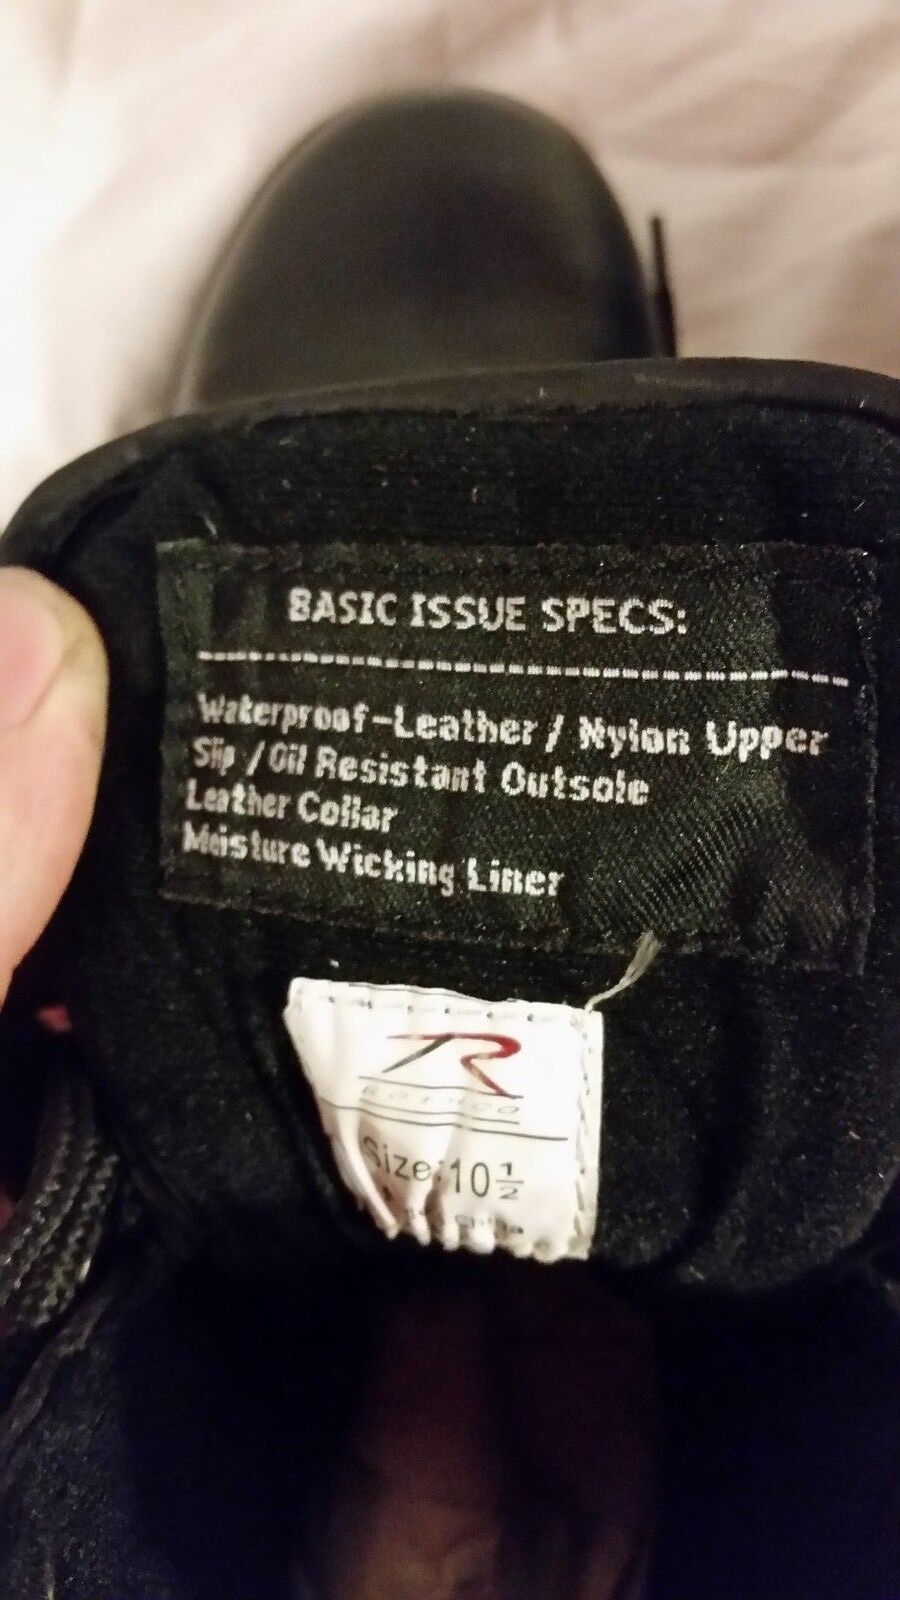 BASIC ISSUE SPECS:
Waterproof-Leather / Nylon Upper
Slip / Oil Resistant Outsole
Leather Collar
Moisture Wicking Liner
R
ROTHCO
Size: 10 1/2